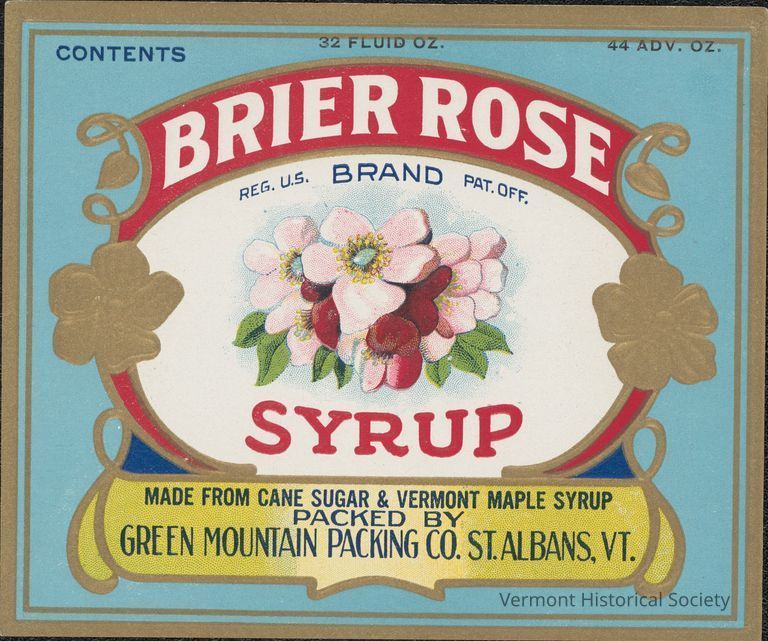 CONTENTS 32 FLUID OZ. 44 ADV. OZ.
BRIER ROSE
REG. U.S. BRAND PAT. OFF.
SYRUP
MADE FROM CANE SUGAR & VERMONT MAPLE SYRUP
PACKED BY
GREEN MOUNTAIN PACKING CO. ST. ALBANS, VT.
Vermont Historical Society